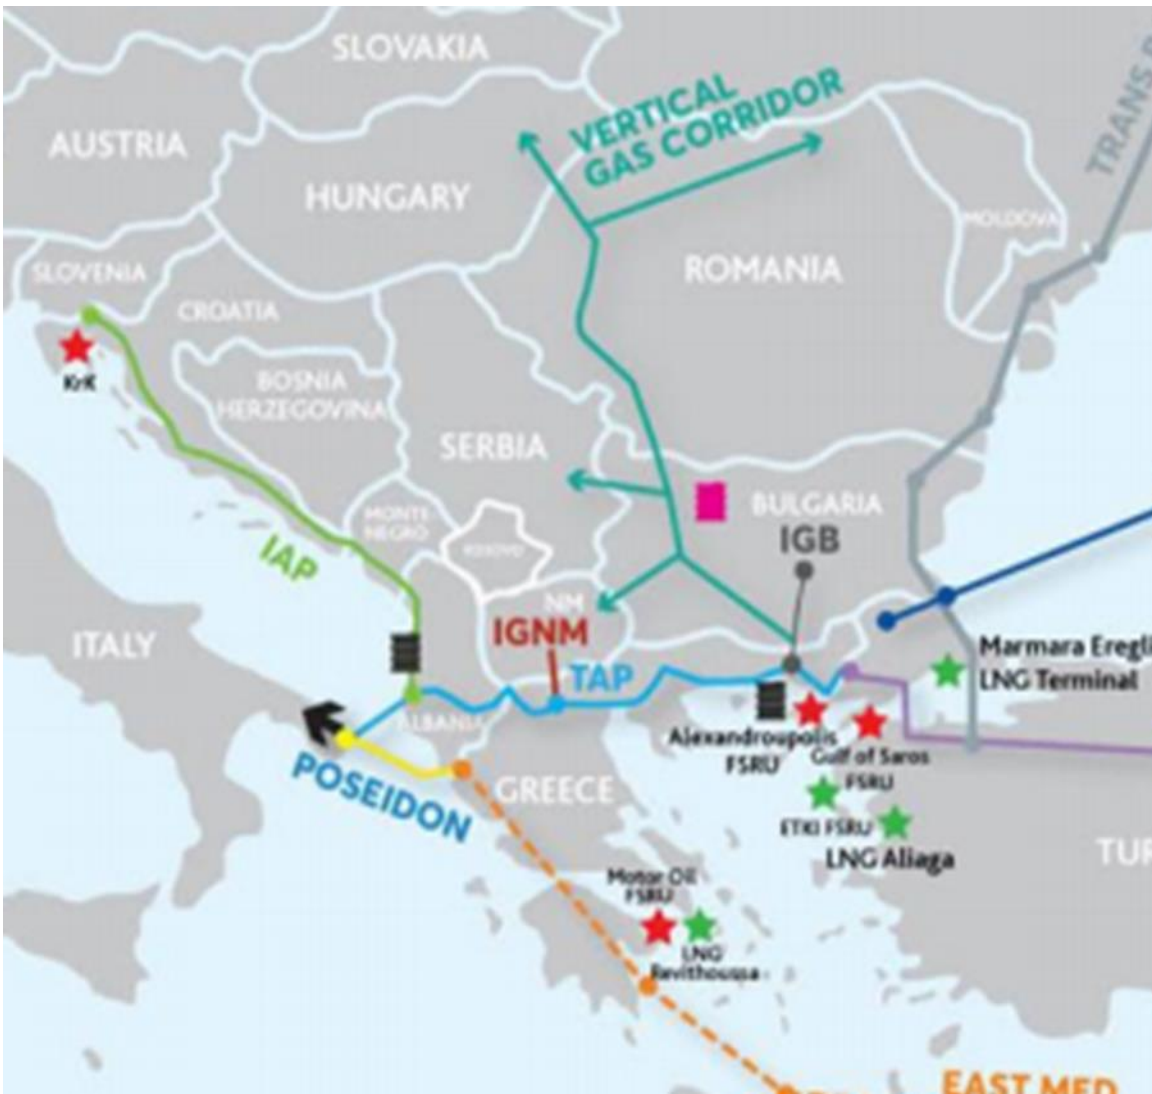 SLOVAKIA
VERTICAL
GAS CORRIDOR
TRANS
AUSTRIA
HUNGARY
MOLDOVA
SLOVENIA
ROMANIA
CROATIA
KrK
BOSNIA
HERZEGOVINA
SERBIA
BULGARIA
IGB
MONTE
NEGRO
KOSOVO
IAP
NM
IGNM
ITALY
TAP
Marmara Eregli
LNG Terminal
ALBANIA
Alexandroupolis
FSRU
Gulf of Saros
FSRU
POSEIDON
GREECE
ETKI FSRU
LNG Aliaga
TUR
Motor Oil
FSRU
LNG
Revithoussa
EAST MED